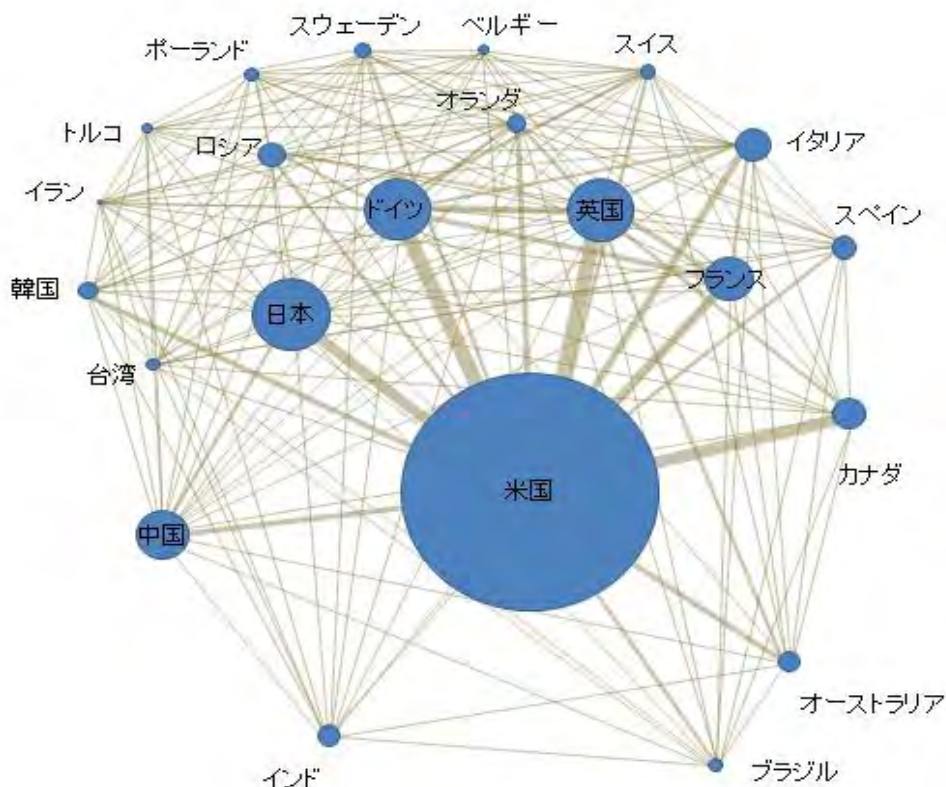 スウェーデン
ベルギー
ポーランド
スイス
オランダ
トルコ
ロシア
イタリア
イラン
ドイツ
英国
スペイン
韓国
日本
フランス
台湾
カナダ
米国
中国
オーストラリア
インド
ブラジル